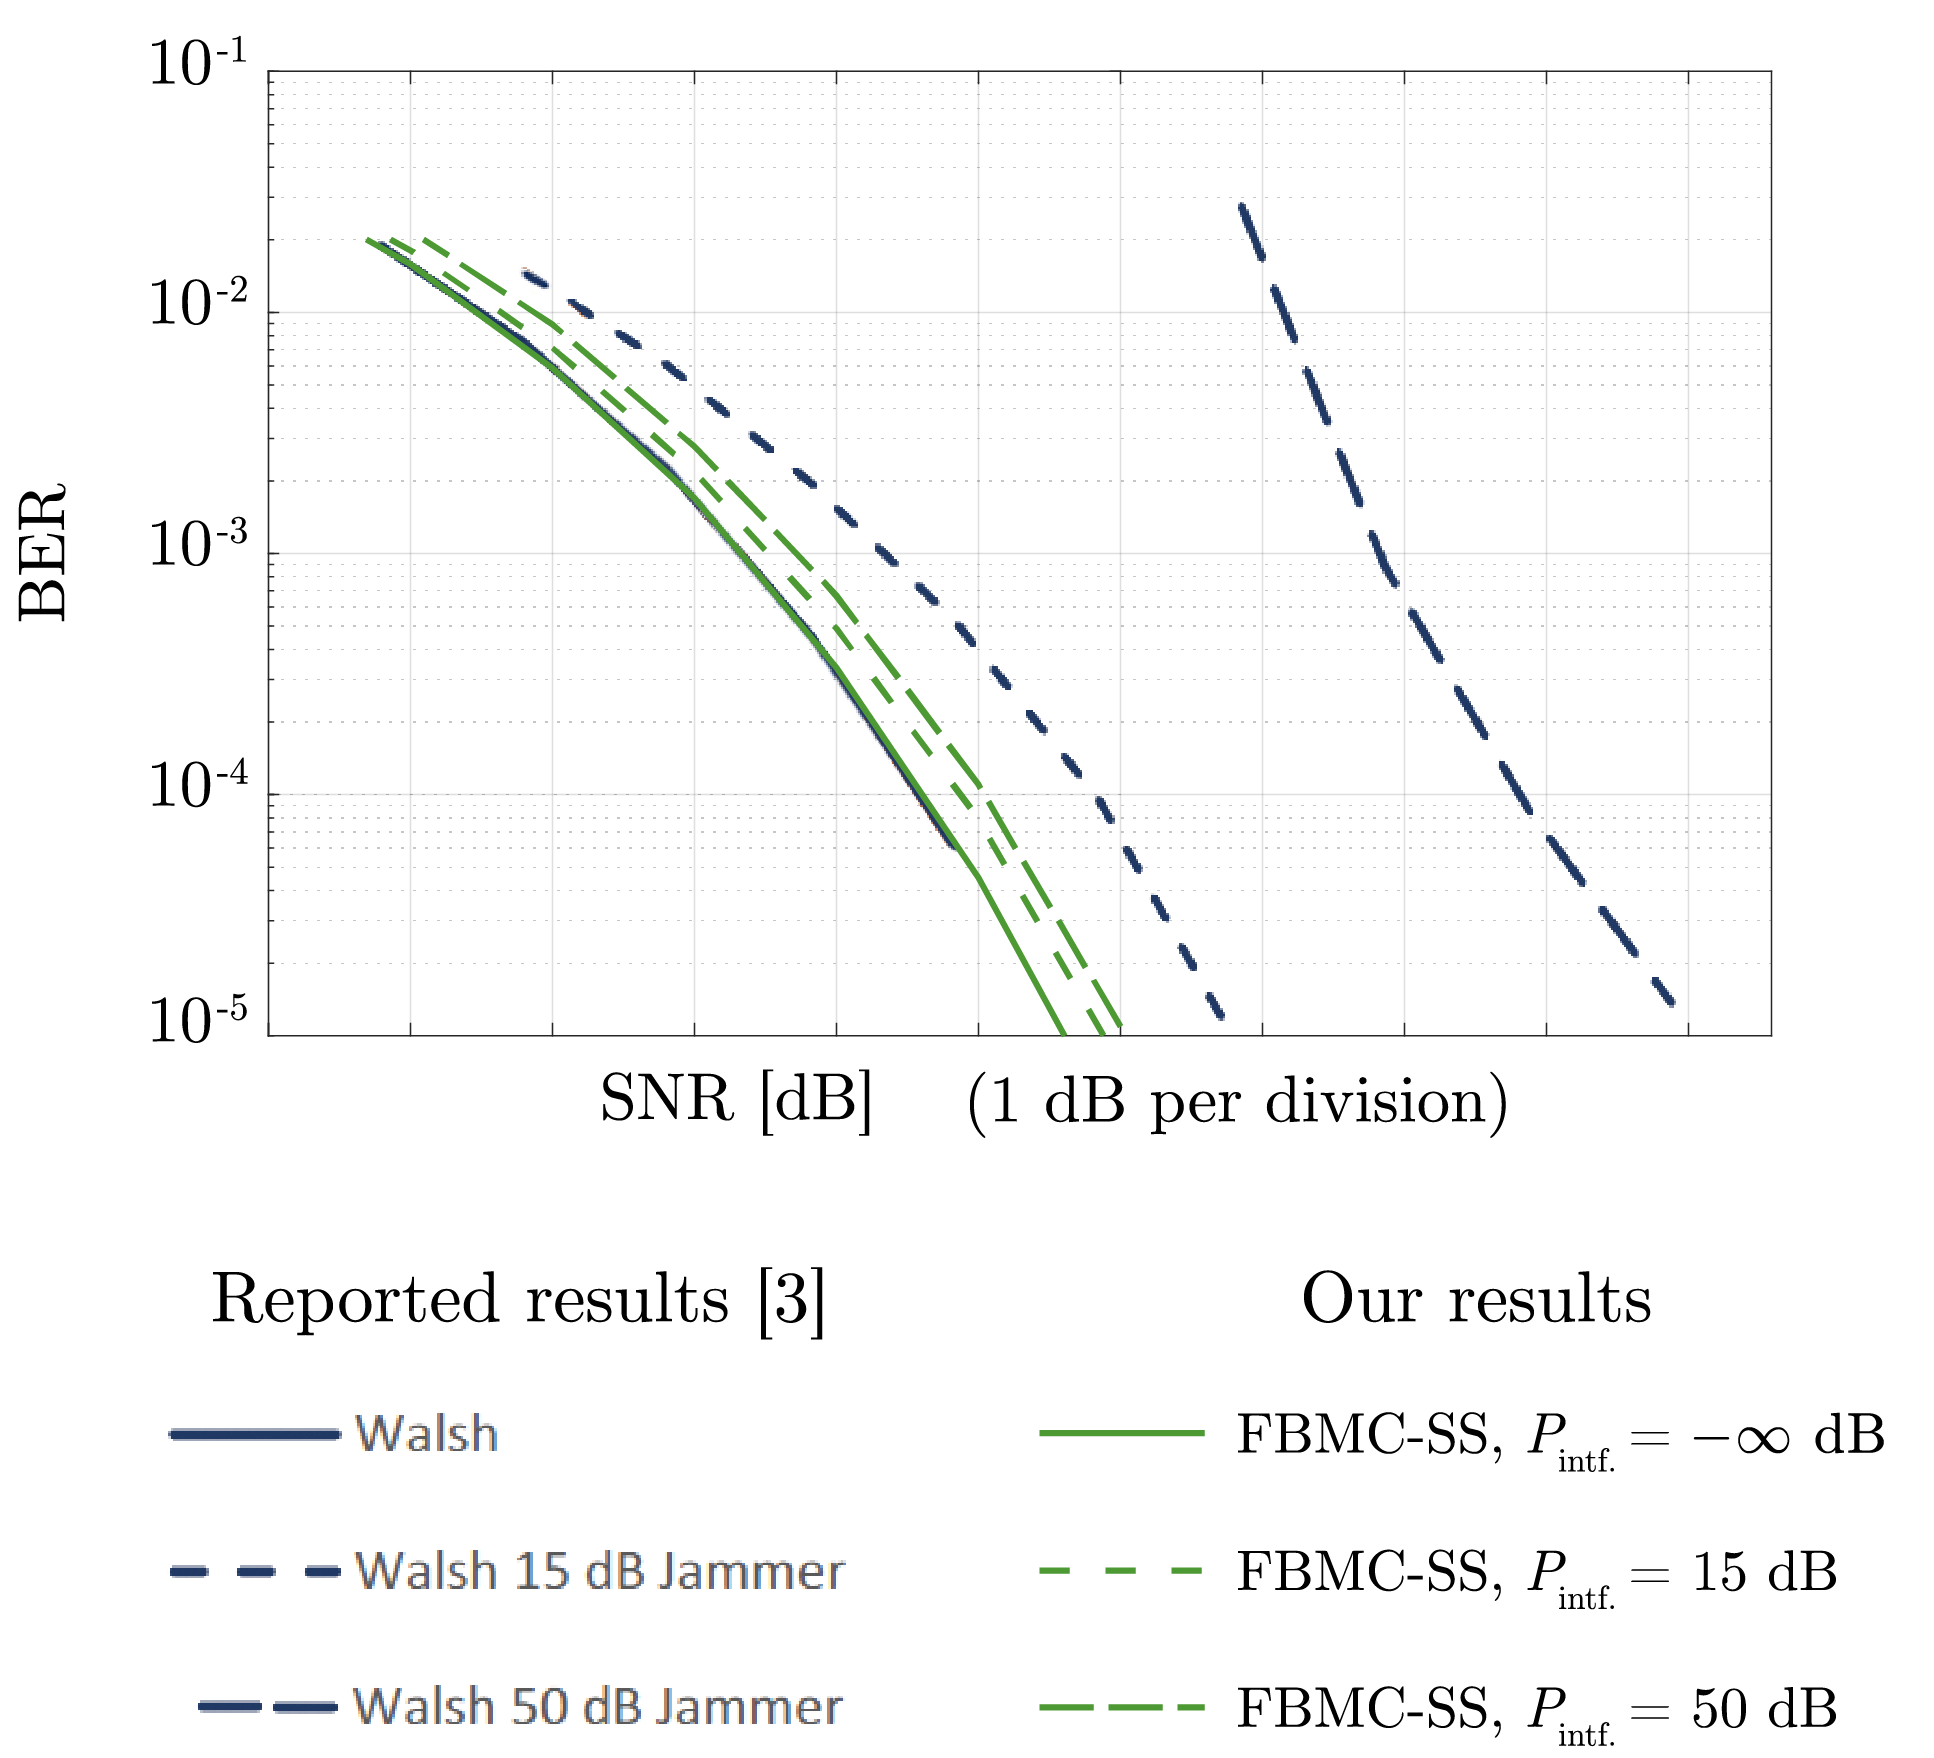 10-1
10-2
10-3
10-4
10-5
BER
SNR [dB] (1 dB per division)
Reported results [3]
Walsh
Walsh 15 dB Jammer
Walsh 50 dB Jammer
Our results
FBMC-SS, Pintf. = −∞ dB
FBMC-SS, Pintf. = 15 dB
FBMC-SS, Pintf. = 50 dB